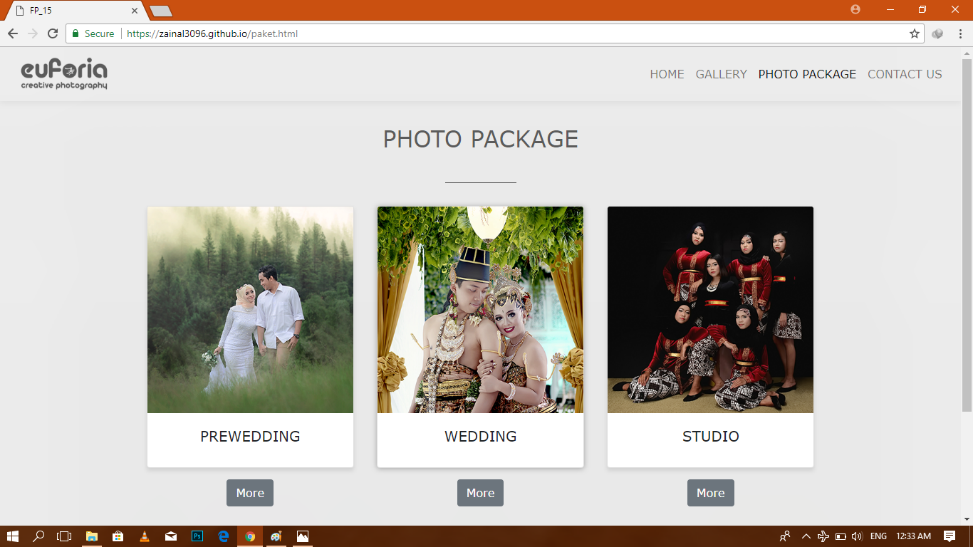 FP_15
Secure
https://zainal3096.github.io/paket.html
euforia
creative photography
HOME
GALLERY
PHOTO PACKAGE
CONTACT US
PHOTO PACKAGE
PREWEDDING
WEDDING
STUDIO
More
More
More
Ps
ENG
12:33 AM